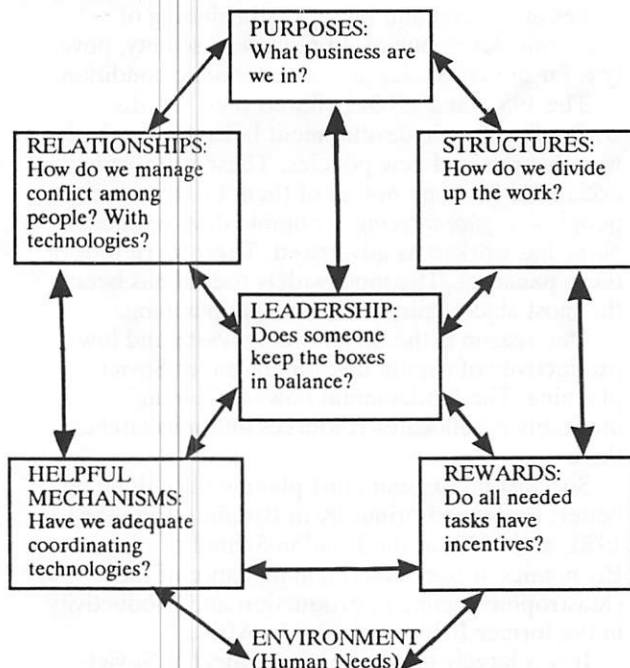 PURPOSES:
What business are
we in?
RELATIONSHIPS:
How do we manage
conflict among
people? With
technologies?
STRUCTURES:
How do we divide
up the work?
LEADERSHIP:
Does someone
keep the boxes
in balance?
HELPFUL
MECHANISMS:
Have we adequate
coordinating
technologies?
REWARDS:
Do all needed
tasks have
incentives?
ENVIRONMENT
(Human Needs)